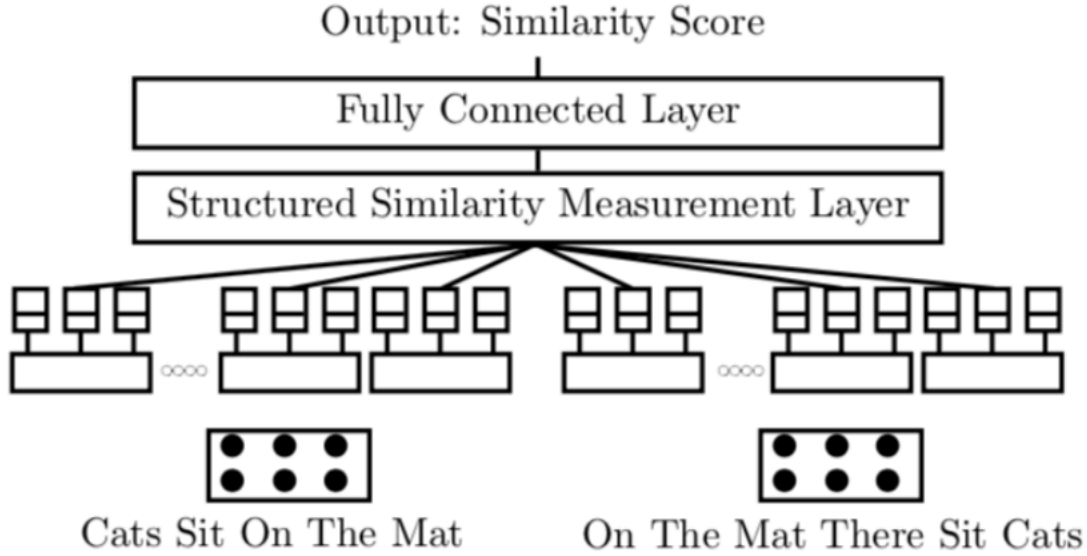 Output: Similarity Score
Fully Connected Layer
Structured Similarity Measurement Layer
Cats Sit On The Mat
On The Mat There Sit Cats